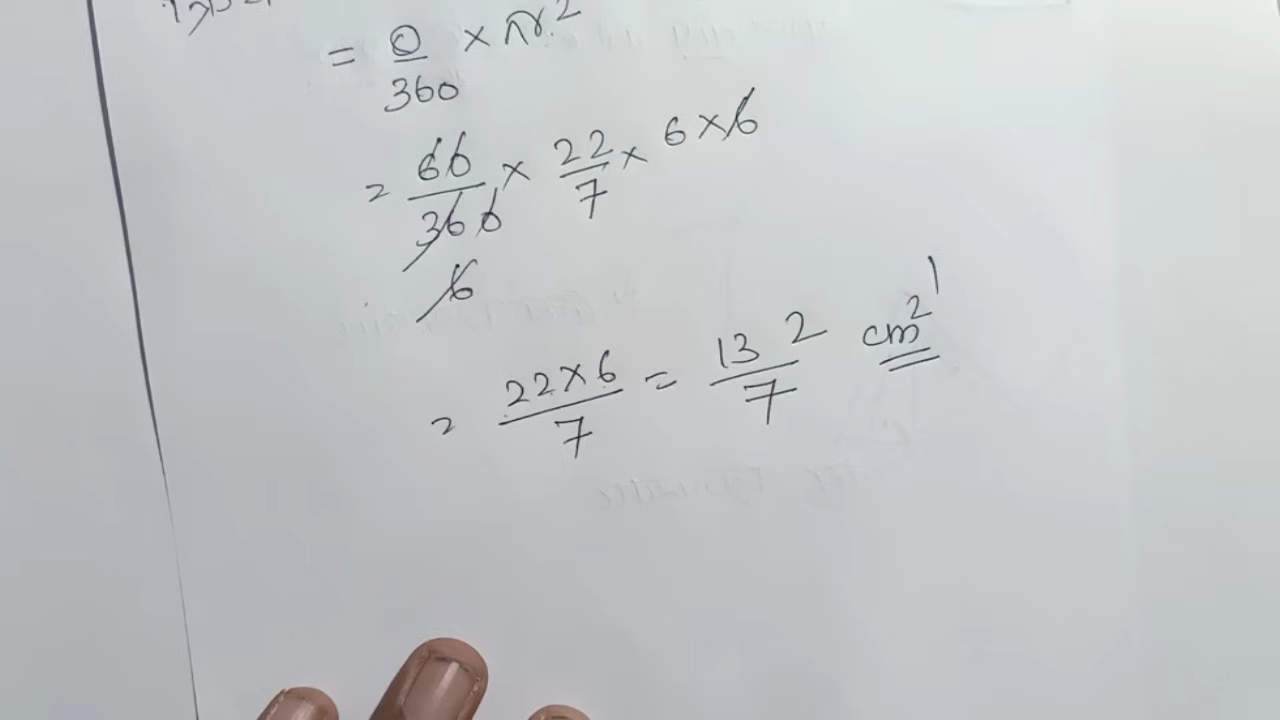 = θ/360 × πr²
= 60/360 × 22/7 × 6 × 6
6
= 22×6/7 = 132/7 cm²